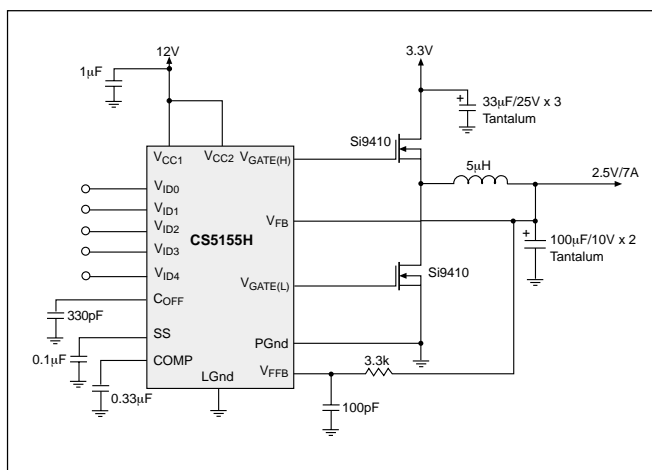 12V
3.3V
1µF
33µF/25V x 3
Tantalum
Si9410
5µH
2.5V/7A
VCC1
VCC2
VGATE(H)
VID0
VID1
VID2
VID3
VID4
VFB
CS5155H
100µF/10V x 2
Tantalum
VGATE(L)
Si9410
COFF
330pF
SS
PGnd
0.1µF
COMP
LGnd
VFFB
3.3k
0.33µF
100pF